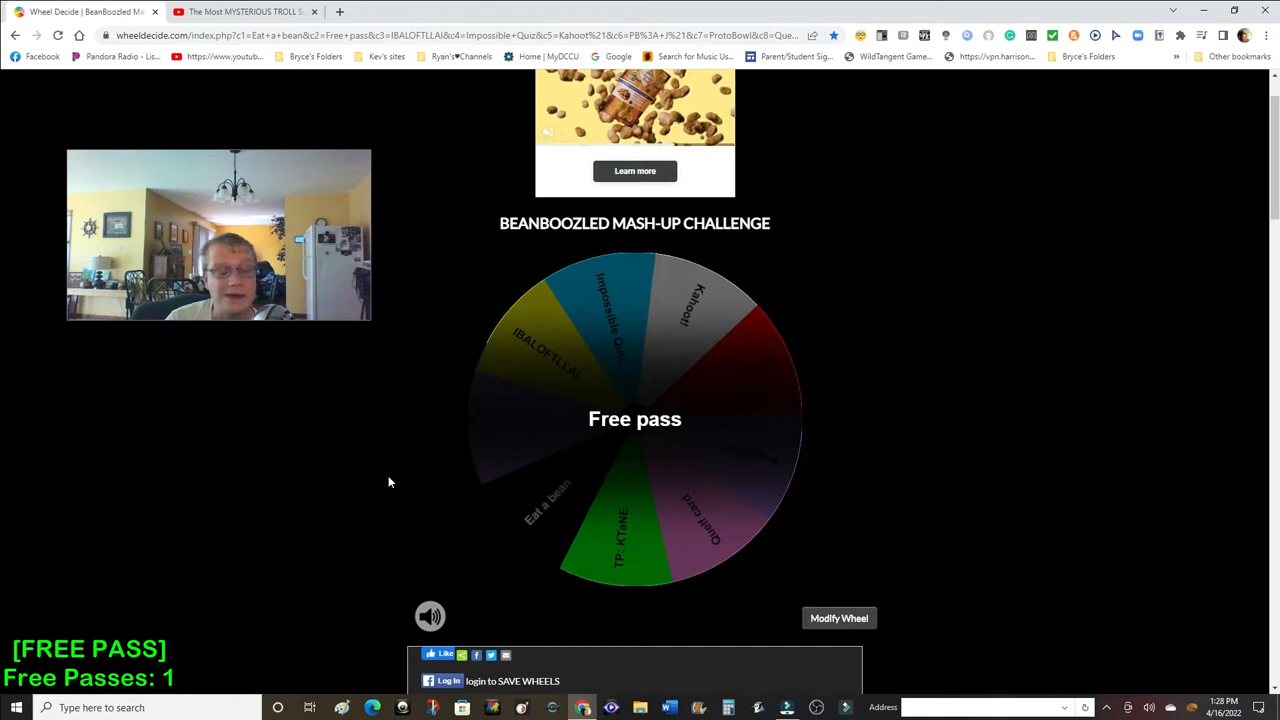 Wheel Decide | BeanBoozled Ma
The Most MYSTERIOUS TROLL S
wheeldecide.com/index.php?c1=Eat+a+bean&c2=Free+pass&c3=IBALOFTLLAI&c4=Impossible+Quiz&c5=Kahoot%21&c6=PB%3A+J%21&c7=ProtoBowl&c8=Que...
Facebook
Pandora Radio - Lis...
https://www.youtub...
Bryce's Folders
Kev's sites
Ryan's♥Channels
Home | MyDCCU
Google
Search for Music Us...
Parent/Student Sig...
WildTangent Game...
https://vpn.harrison...
Bryce's Folders
»
Other bookmarks
Learn more
BEANBOOZLED MASH-UP CHALLENGE
Impossible Quiz
Kahoot!
IBALOFTLLAI
Free pass
Eat a bean
TP: KTaNE
Quelf card
Modify Wheel
[FREE PASS]
Free Passes: 1
Like
Log In
login to SAVE WHEELS
Type here to search
Address
1:28 PM
4/16/2022